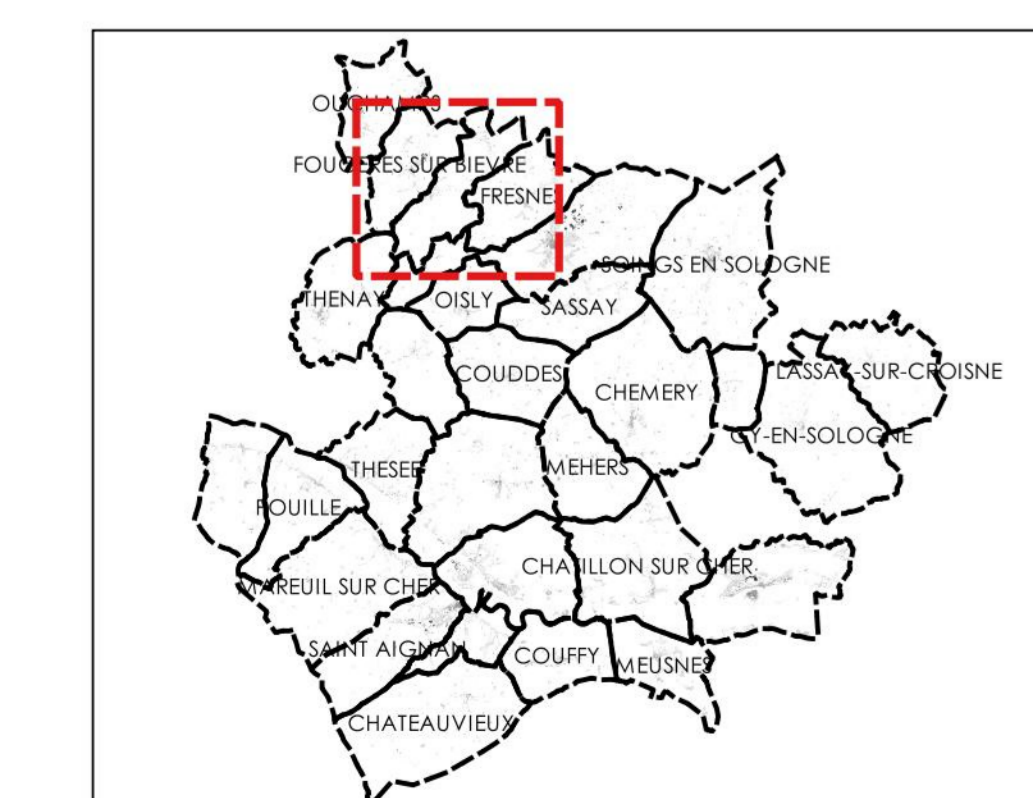 OUCHAMPS
FOUGERES SUR BIEVRE
FRESNES
SOINGS EN SOLOGNE
THENAY
OISLY
SASSAY
COUDDES
CHEMERY
LASSAY-SUR-CROISNE
GY-EN-SOLOGNE
THESEE
MEHERS
POUILLE
CHATILLON SUR CHER
MAREUIL SUR CHER
SAINT AIGNAN
COUFFY
MEUSNES
CHATEAUVIEUX